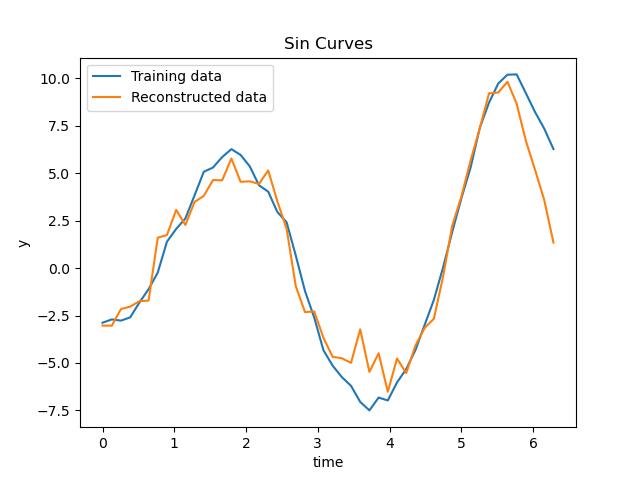 Sin Curves
Training data
Reconstructed data
10.0
7.5
5.0
2.5
0.0
−2.5
−5.0
−7.5
y
0 1 2 3 4 5 6
time